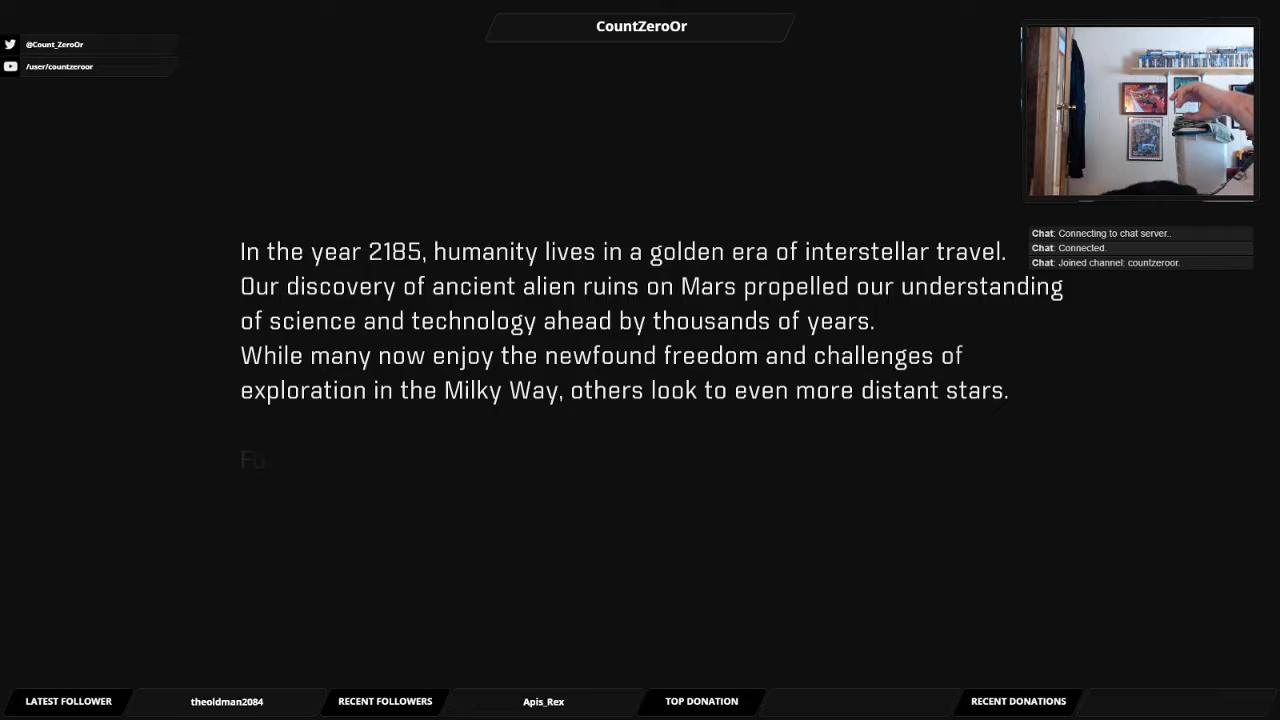 CountZeroOr
@Count_ZeroOr
/user/countzeroor
Chat: Connecting to chat server..
Chat: Connected.
Chat: Joined channel: countzeroor.
In the year 2185, humanity lives in a golden era of interstellar travel.
Our discovery of ancient alien ruins on Mars propelled our understanding
of science and technology ahead by thousands of years.
While many now enjoy the newfound freedom and challenges of
exploration in the Milky Way, others look to even more distant stars.
Fu
LATEST FOLLOWER theoldman2084 RECENT FOLLOWERS Apis_Rex TOP DONATION RECENT DONATIONS